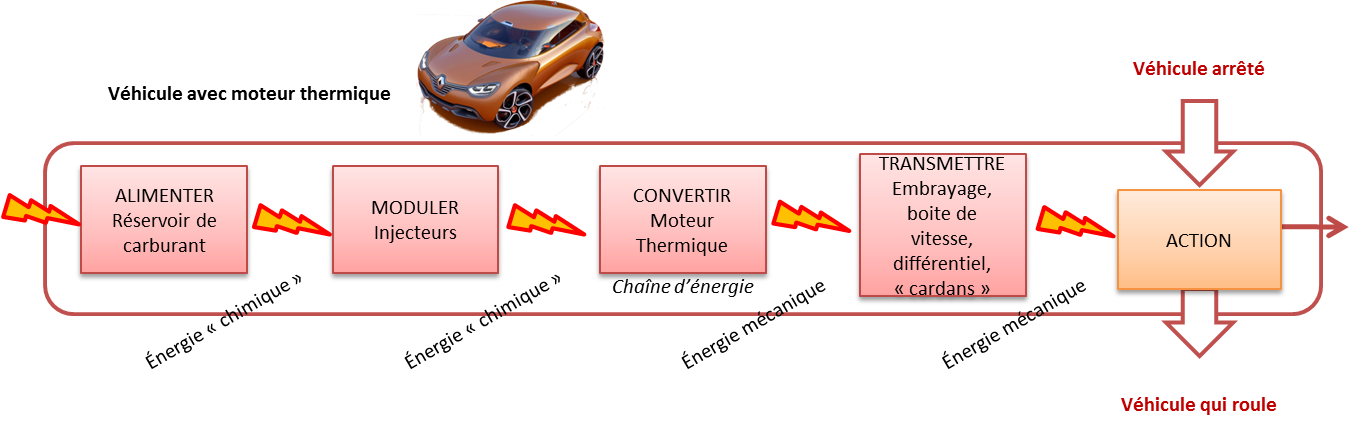 Véhicule avec moteur thermique
Véhicule arrêté
ALIMENTER
Réservoir de
carburant
MODULER
Injecteurs
CONVERTIR
Moteur
Thermique
TRANSMETTRE
Embrayage,
boite de
vitesse,
différentiel,
« cardans »
ACTION
Chaîne d'énergie
Énergie « chimique »
Énergie « chimique »
Énergie mécanique
Énergie mécanique
Véhicule qui roule